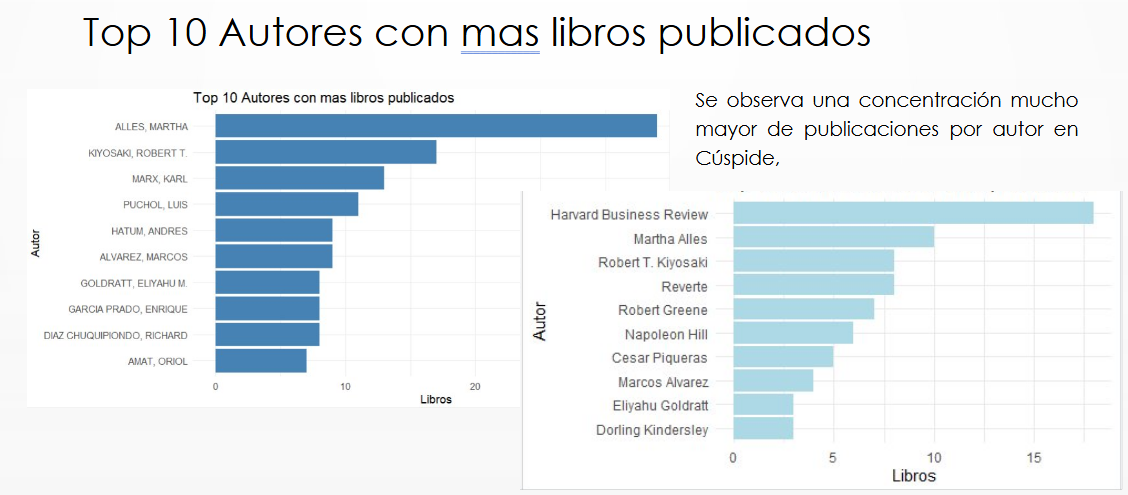 Top 10 Autores con mas libros publicados
Top 10 Autores con mas libros publicados
Autor
ALLES, MARTHA
KIYOSAKI, ROBERT T.
MARX, KARL
PUCHOL, LUIS
HATUM, ANDRES
ALVAREZ, MARCOS
GOLDRATT, ELIYAHU M.
GARCIA PRADO, ENRIQUE
DIAZ CHUQUIPIONDO, RICHARD
AMAT, ORIOL
0 10 20
Libros
Se observa una concentración mucho
mayor de publicaciones por autor en
Cúspide,
Autor
Harvard Business Review
Martha Alles
Robert T. Kiyosaki
Reverte
Robert Greene
Napoleon Hill
Cesar Piqueras
Marcos Alvarez
Eliyahu Goldratt
Dorling Kindersley
0 5 10 15
Libros